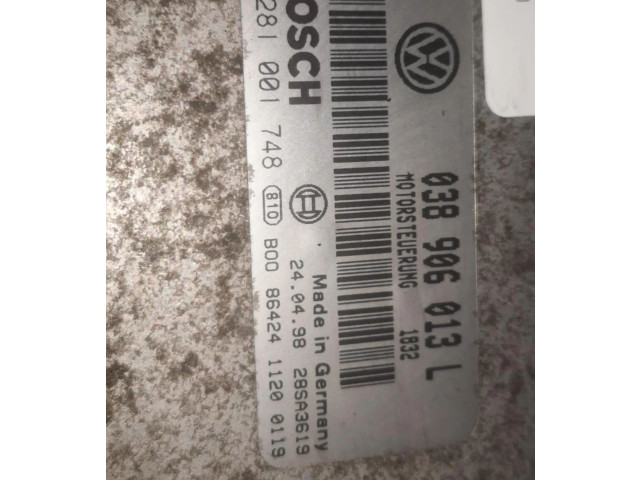 038 906 013 L
MOTORSTEUERUNG 1832
BOSCH
Made in Germany
24.04.98 28SA3619
281 001 748 810 B00 86424 1120 0119